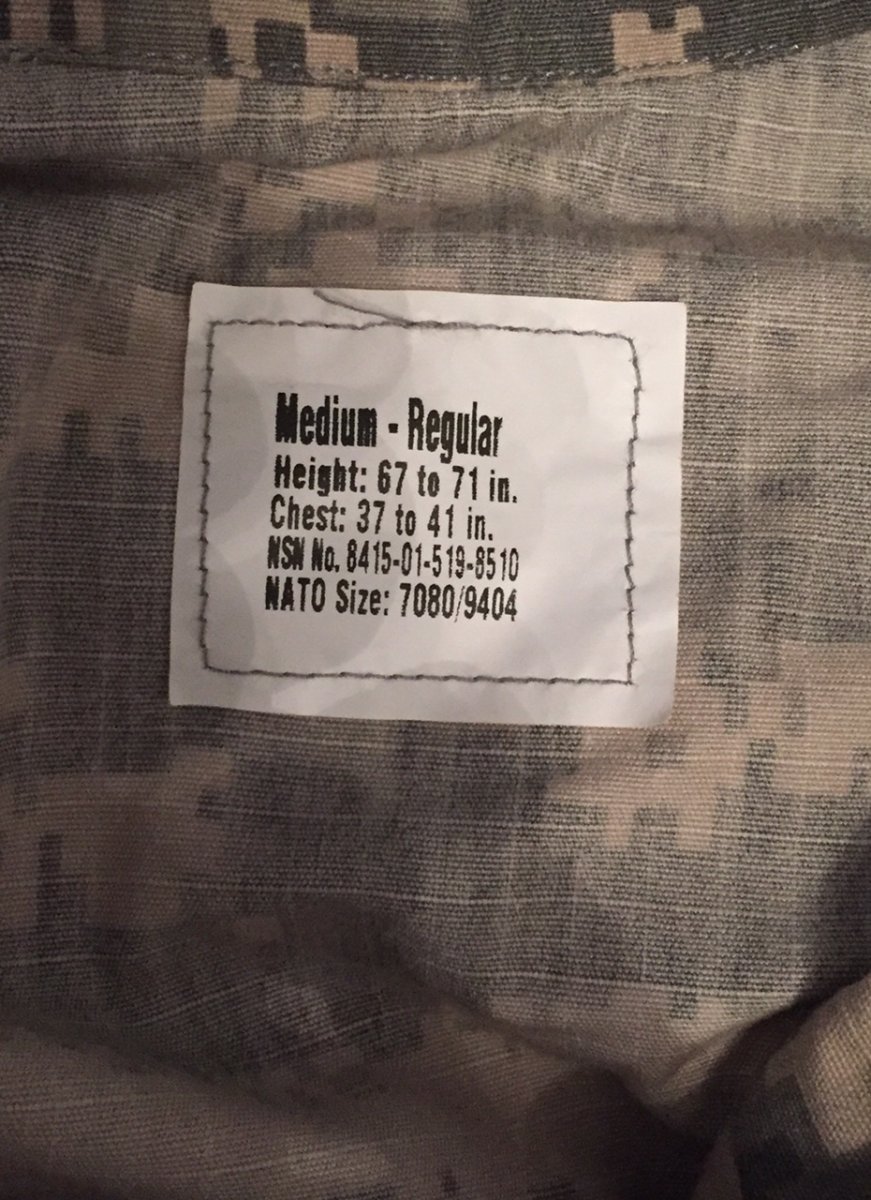 Medium - Regular
Height: 67 to 71 in.
Chest: 37 to 41 in.
NSN No. 8415-01-519-8510
NATO Size: 7080/9404